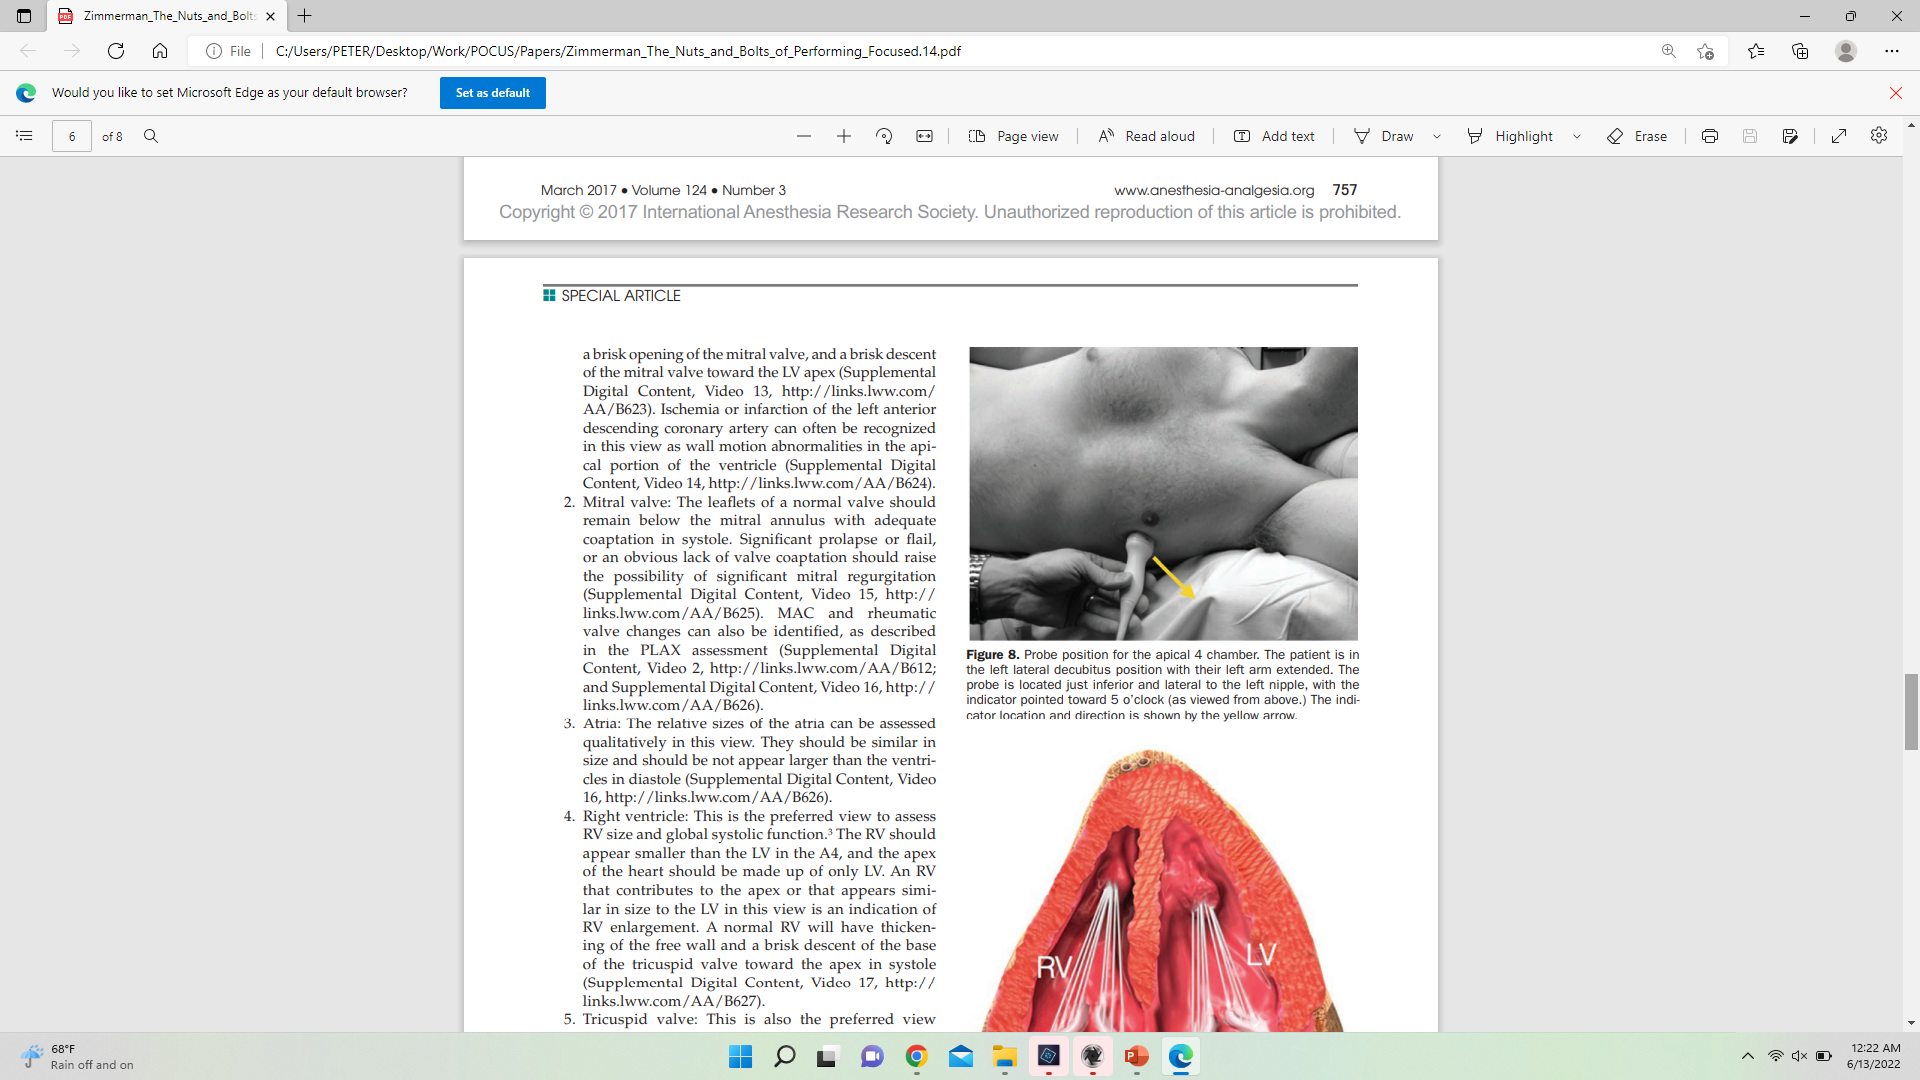 Zimmerman_The_Nuts_and_Bolts
File
C:/Users/PETER/Desktop/Work/POCUS/Papers/Zimmerman_The_Nuts_and_Bolts_of_Performing_Focused.14.pdf
Would you like to set Microsoft Edge as your default browser?
Set as default
6
of 8
Page view
Read aloud
Add text
Draw
Highlight
Erase
March 2017 • Volume 124 • Number 3
www.anesthesia-analgesia.org 757
Copyright © 2017 International Anesthesia Research Society. Unauthorized reproduction of this article is prohibited.
SPECIAL ARTICLE
a brisk opening of the mitral valve, and a brisk descent
of the mitral valve toward the LV apex (Supplemental
Digital Content, Video 13, http://links.lww.com/
AA/B623). Ischemia or infarction of the left anterior
descending coronary artery can often be recognized
in this view as wall motion abnormalities in the api-
cal portion of the ventricle (Supplemental Digital
Content, Video 14, http://links.lww.com/AA/B624).
2. Mitral valve: The leaflets of a normal valve should
remain below the mitral annulus with adequate
coaptation in systole. Significant prolapse or flail,
or an obvious lack of valve coaptation should raise
the possibility of significant mitral regurgitation
(Supplemental Digital Content, Video 15, http://
links.lww.com/AA/B625). MAC and rheumatic
valve changes can also be identified, as described
in the PLAX assessment (Supplemental Digital
Content, Video 2, http://links.lww.com/AA/B612;
and Supplemental Digital Content, Video 16, http://
links.lww.com/AA/B626).
3. Atria: The relative sizes of the atria can be assessed
qualitatively in this view. They should be similar in
size and should be not appear larger than the ventri-
cles in diastole (Supplemental Digital Content, Video
16, http://links.lww.com/AA/B626).
4. Right ventricle: This is the preferred view to assess
RV size and global systolic function.³ The RV should
appear smaller than the LV in the A4, and the apex
of the heart should be made up of only LV. An RV
that contributes to the apex or that appears simi-
lar in size to the LV in this view is an indication of
RV enlargement. A normal RV will have thicken-
ing of the free wall and a brisk descent of the base
of the tricuspid valve toward the apex in systole
(Supplemental Digital Content, Video 17, http://
links.lww.com/AA/B627).
5. Tricuspid valve: This is also the preferred view
Figure 8. Probe position for the apical 4 chamber. The patient is in
the left lateral decubitus position with their left arm extended. The
probe is located just inferior and lateral to the left nipple, with the
indicator pointed toward 5 o'clock (as viewed from above.) The indi-
cator location and direction is shown by the yellow arrow.
RV
LV
68°F
Rain off and on
12:22 AM
6/13/2022